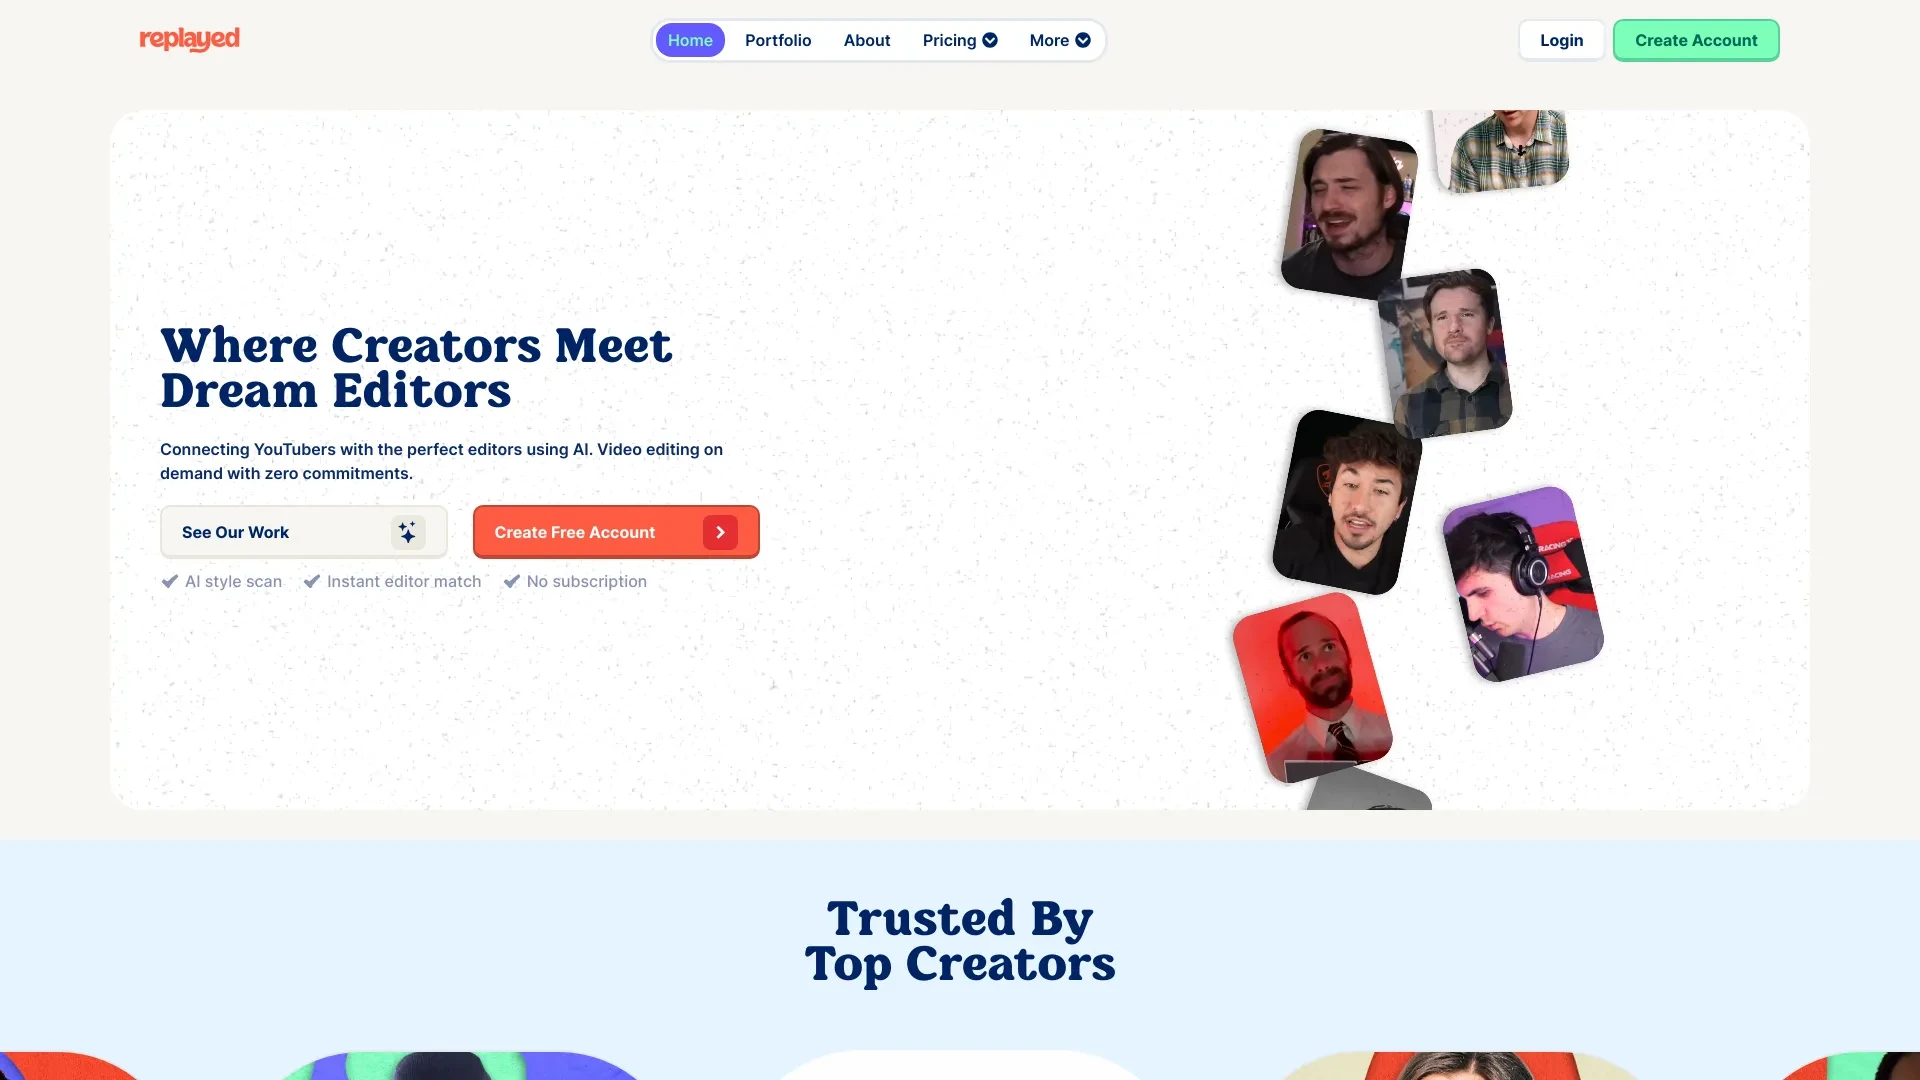 replayed
Home
Portfolio
About
Pricing
More
Login
Create Account
Where Creators Meet
Dream Editors
Connecting YouTubers with the perfect editors using AI. Video editing on
demand with zero commitments.
See Our Work
Create Free Account
AI style scan
Instant editor match
No subscription
RACING
RACING
Trusted By
Top Creators